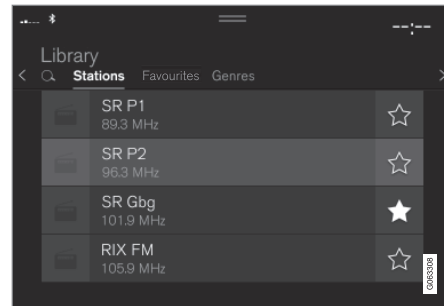 --:--
Library
Stations Favourites Genres
SR P1
89.3 MHz
SR P2
96.3 MHz
SR Gbg
101.9 MHz
RIX FM
105.9 MHz
G063308